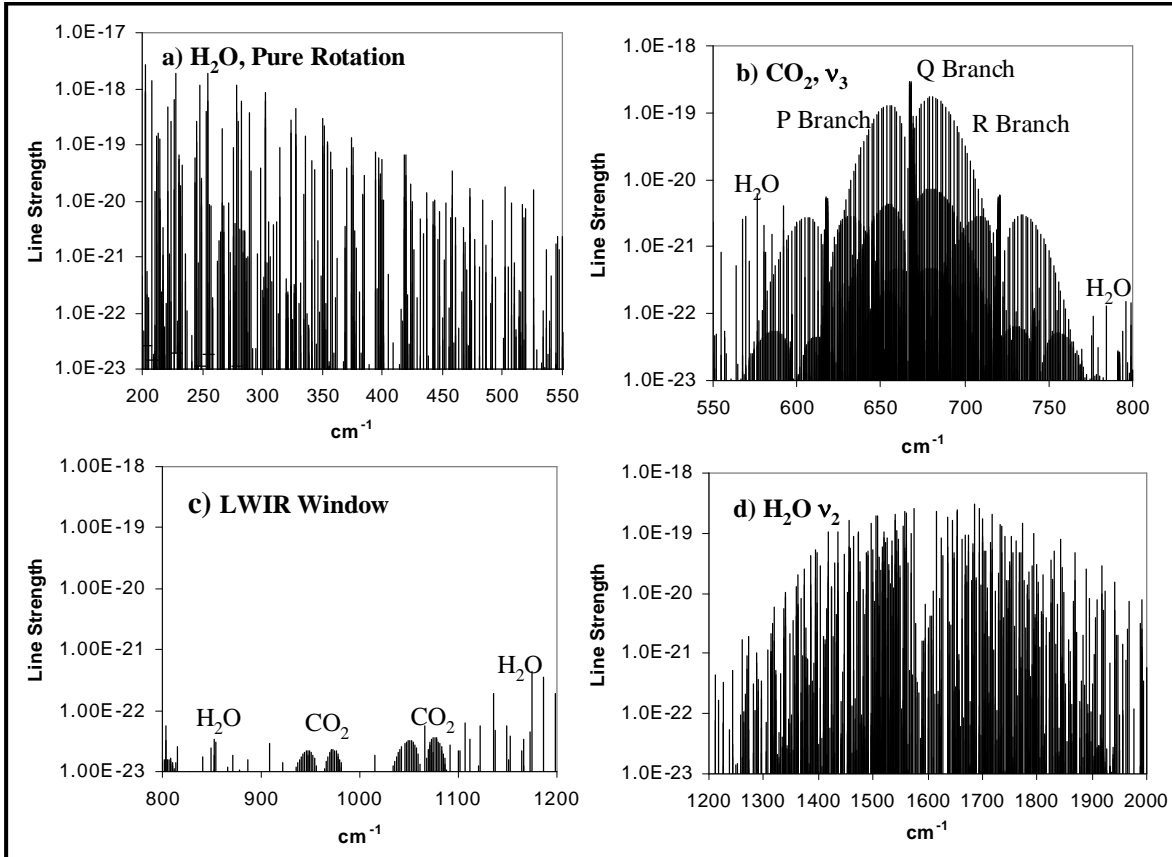 a) H₂O, Pure Rotation
Line Strength
1.0E-17
1.0E-18
1.0E-19
1.0E-20
1.0E-21
1.0E-22
1.0E-23
200 250 300 350 400 450 500 550
cm⁻¹
b) CO₂, ν₃
Q Branch
P Branch
R Branch
H₂O
H₂O
Line Strength
1.0E-18
1.0E-19
1.0E-20
1.0E-21
1.0E-22
1.0E-23
550 600 650 700 750 800
cm⁻¹
c) LWIR Window
H₂O
CO₂
CO₂
H₂O
Line Strength
1.00E-18
1.00E-19
1.00E-20
1.00E-21
1.00E-22
1.00E-23
800 900 1000 1100 1200
cm⁻¹
d) H₂O ν₂
Line Strength
1.00E-18
1.00E-19
1.00E-20
1.00E-21
1.00E-22
1.00E-23
1200 1300 1400 1500 1600 1700 1800 1900 2000
cm⁻¹